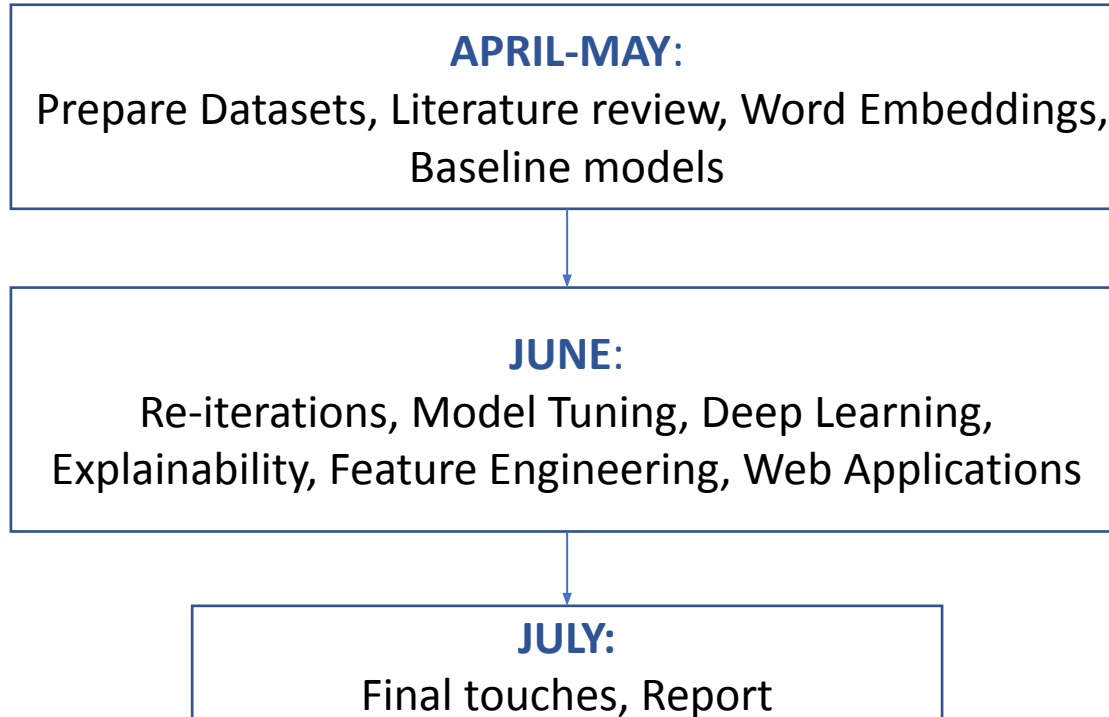 APRIL-MAY:
Prepare Datasets, Literature review, Word Embeddings,
Baseline models
JUNE:
Re-iterations, Model Tuning, Deep Learning,
Explainability, Feature Engineering, Web Applications
JULY:
Final touches, Report